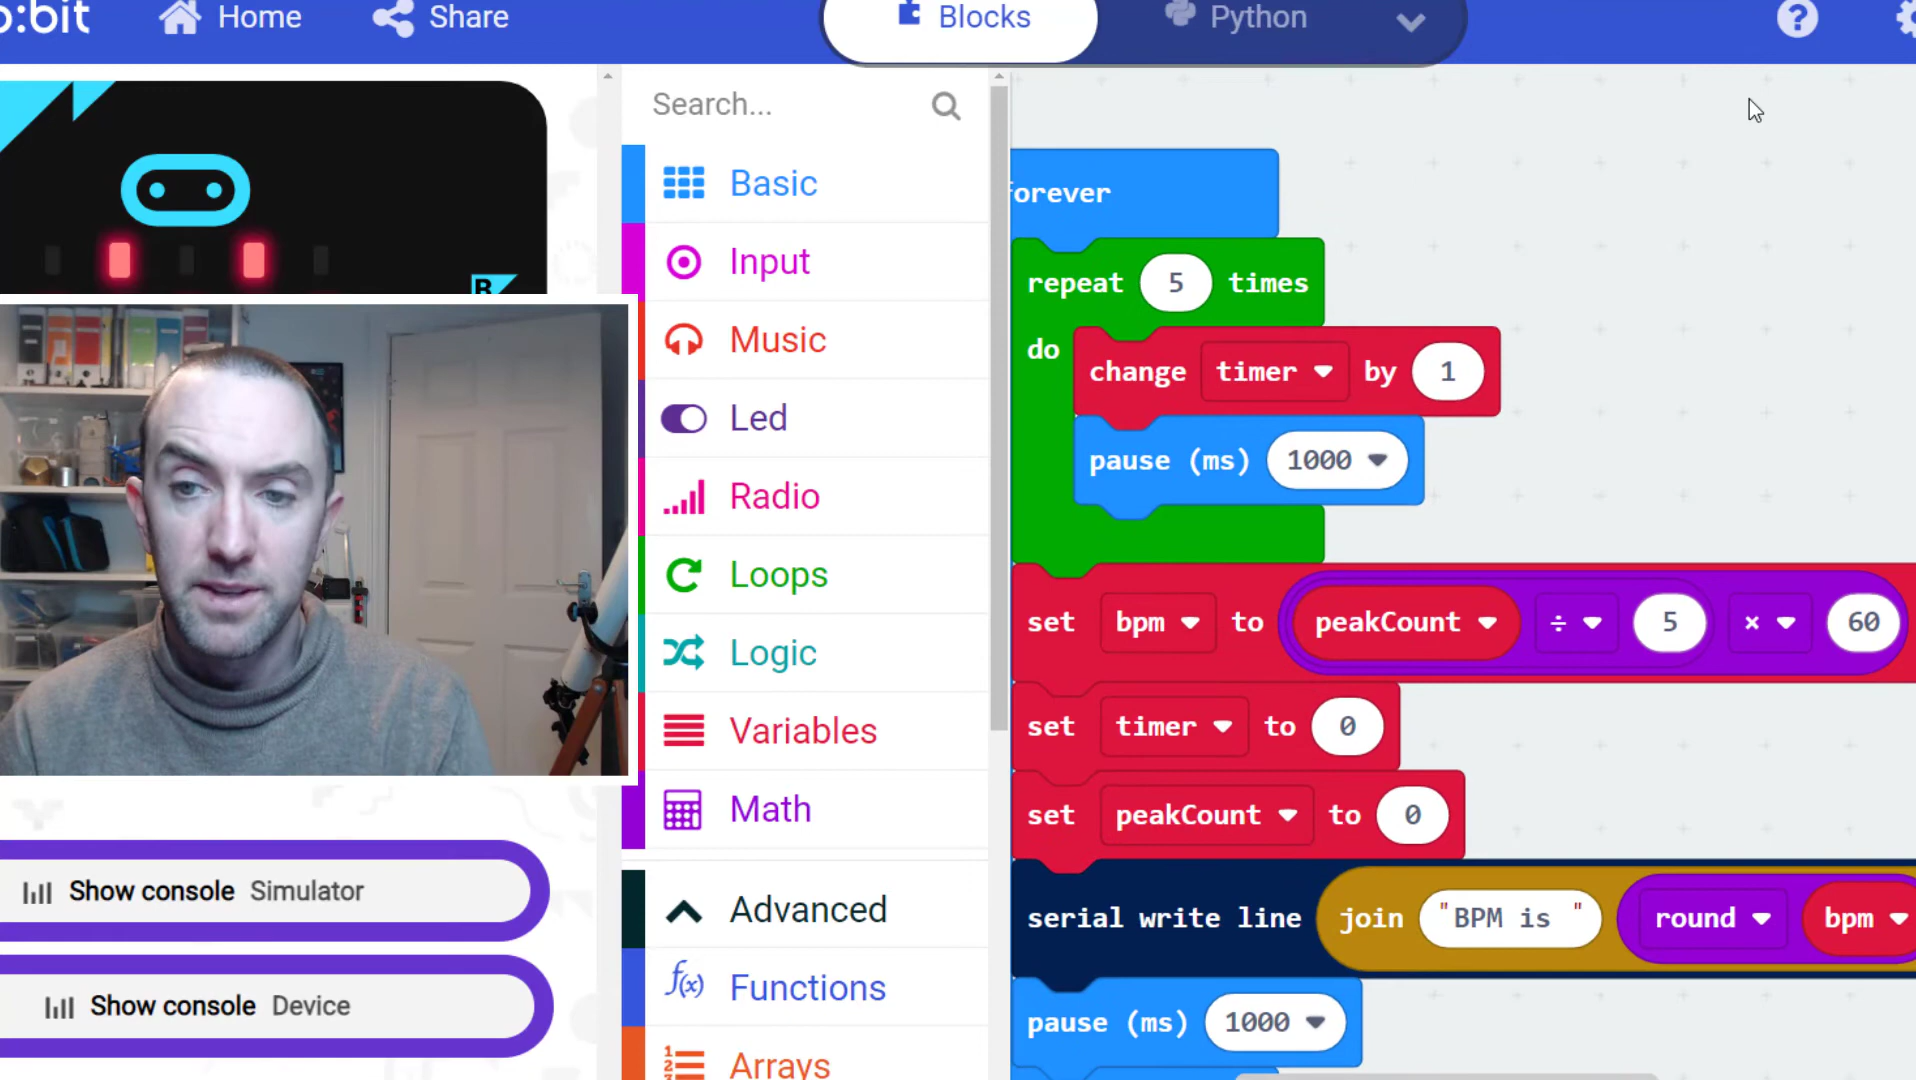 o:bit Home Share Blocks Python ?
Search...
Basic
Input
Music
Led
Radio
Loops
Logic
Variables
Math
Advanced
f(x) Functions
Arrays
forever
repeat 5 times
do
change timer by 1
pause (ms) 1000
set bpm to peakCount ÷ 5 × 60
set timer to 0
set peakCount to 0
serial write line join "BPM is " round bpm
pause (ms) 1000
R
Show console Simulator
Show console Device